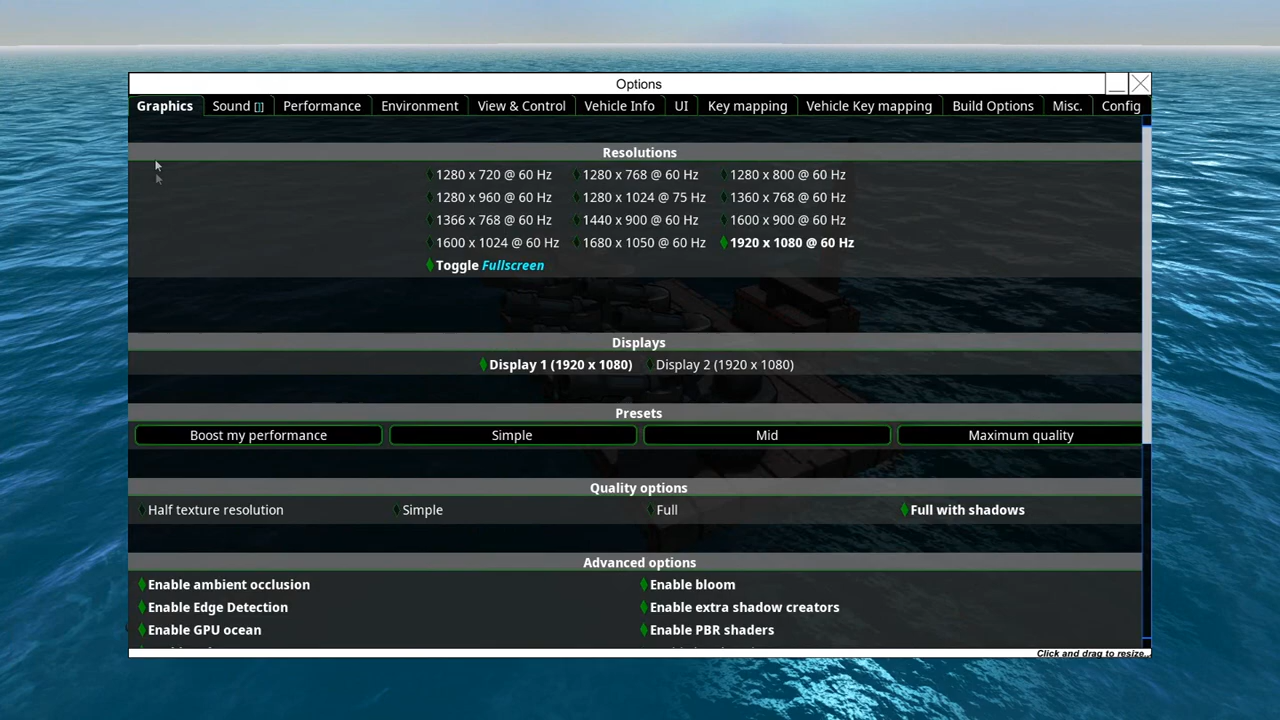 Options
Graphics Sound [|] Performance Environment View & Control Vehicle Info UI Key mapping Vehicle Key mapping Build Options Misc. Config
Resolutions
1280 x 720 @ 60 Hz 1280 x 768 @ 60 Hz 1280 x 800 @ 60 Hz
1280 x 960 @ 60 Hz 1280 x 1024 @ 75 Hz 1360 x 768 @ 60 Hz
1366 x 768 @ 60 Hz 1440 x 900 @ 60 Hz 1600 x 900 @ 60 Hz
1600 x 1024 @ 60 Hz 1680 x 1050 @ 60 Hz 1920 x 1080 @ 60 Hz
Toggle Fullscreen
Displays
Display 1 (1920 x 1080) Display 2 (1920 x 1080)
Presets
Boost my performance Simple Mid Maximum quality
Quality options
Half texture resolution Simple Full Full with shadows
Advanced options
Enable ambient occlusion Enable bloom
Enable Edge Detection Enable extra shadow creators
Enable GPU ocean Enable PBR shaders
Click and drag to resize..